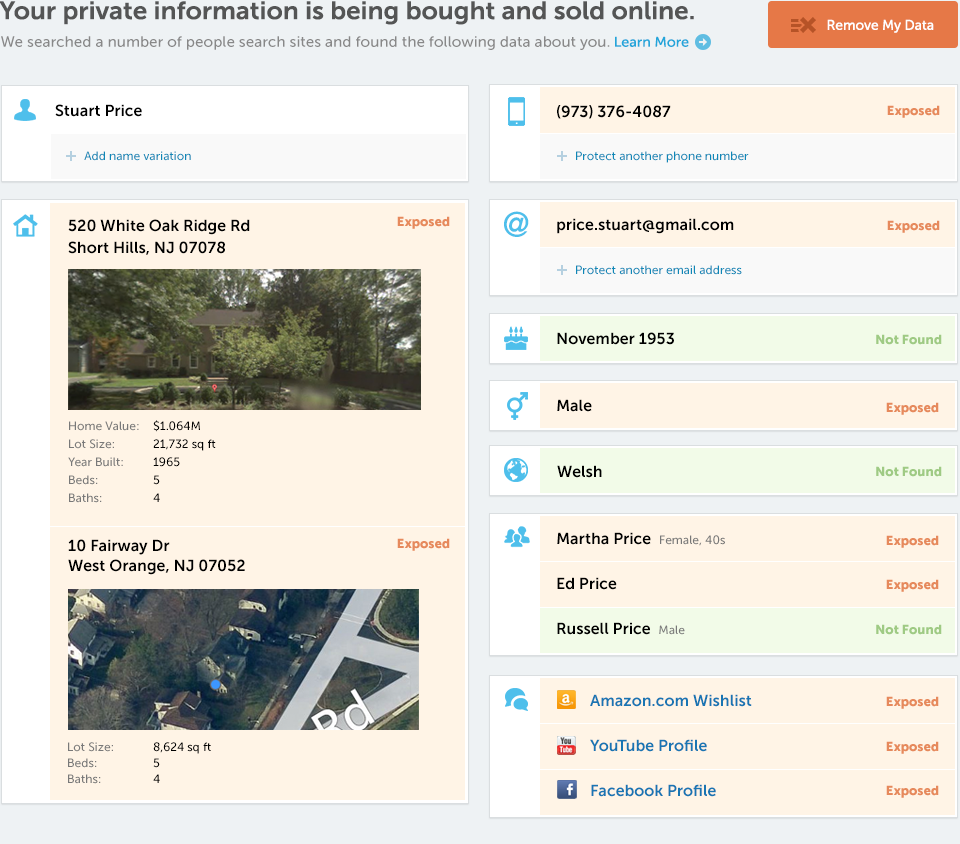 Your private information is being bought and sold online.
We searched a number of people search sites and found the following data about you. Learn More
Remove My Data
Stuart Price
Add name variation
520 White Oak Ridge Rd
Short Hills, NJ 07078
Exposed
Home Value: $1.064M
Lot Size: 21,732 sq ft
Year Built: 1965
Beds: 5
Baths: 4
10 Fairway Dr
West Orange, NJ 07052
Exposed
Rd
Lot Size: 8,624 sq ft
Beds: 5
Baths: 4
(973) 376-4087 Exposed
Protect another phone number
@
price.stuart@gmail.com Exposed
Protect another email address
November 1953 Not Found
Male Exposed
Welsh Not Found
Martha Price Female, 40s Exposed
Ed Price Exposed
Russell Price Male Not Found
a
Amazon.com Wishlist Exposed
You
Tube
YouTube Profile Exposed
f
Facebook Profile Exposed